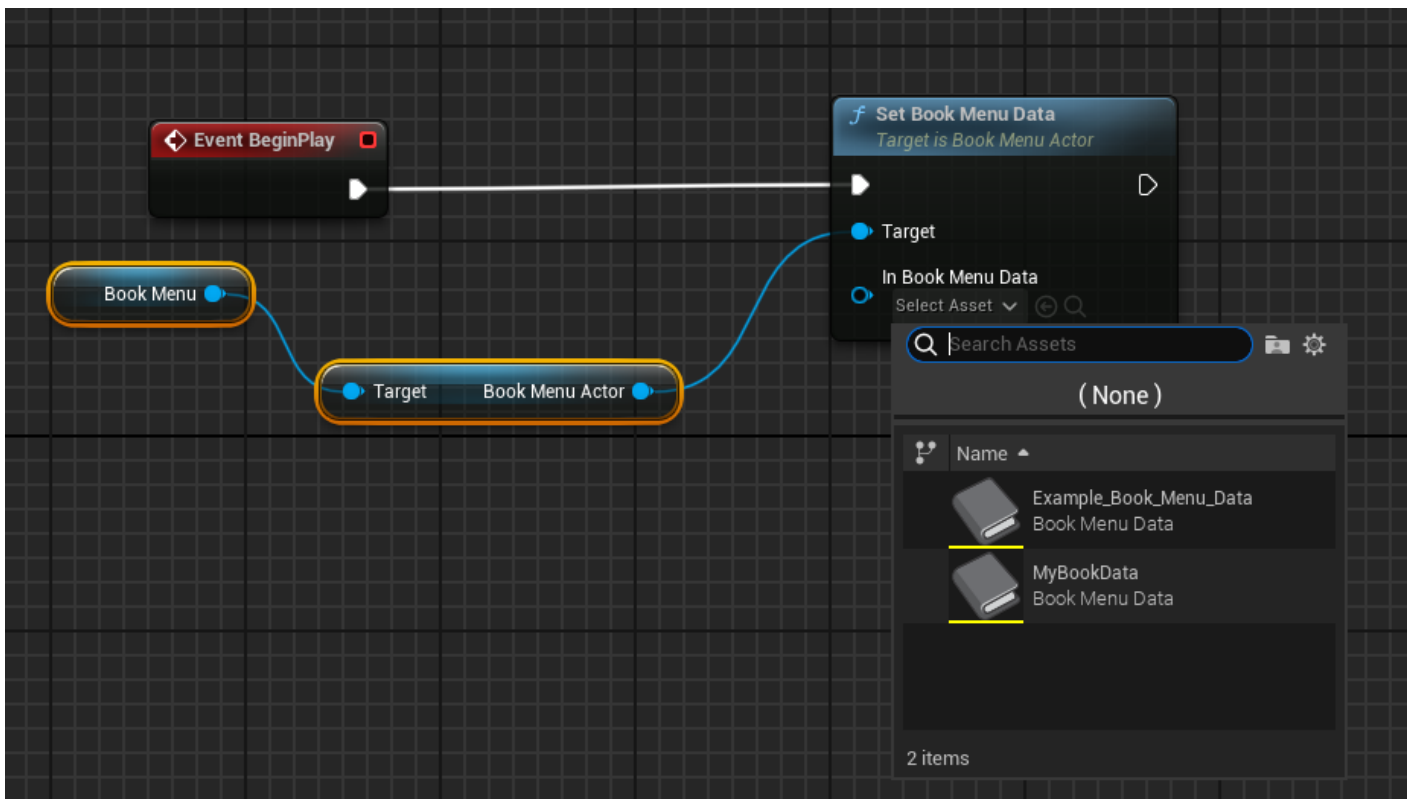 Event BeginPlay
Set Book Menu Data
Target is Book Menu Actor
Target
Book Menu
In Book Menu Data
Select Asset
Search Assets
Target Book Menu Actor
(None)
Name
Example_Book_Menu_Data
Book Menu Data
MyBookData
Book Menu Data
2 items